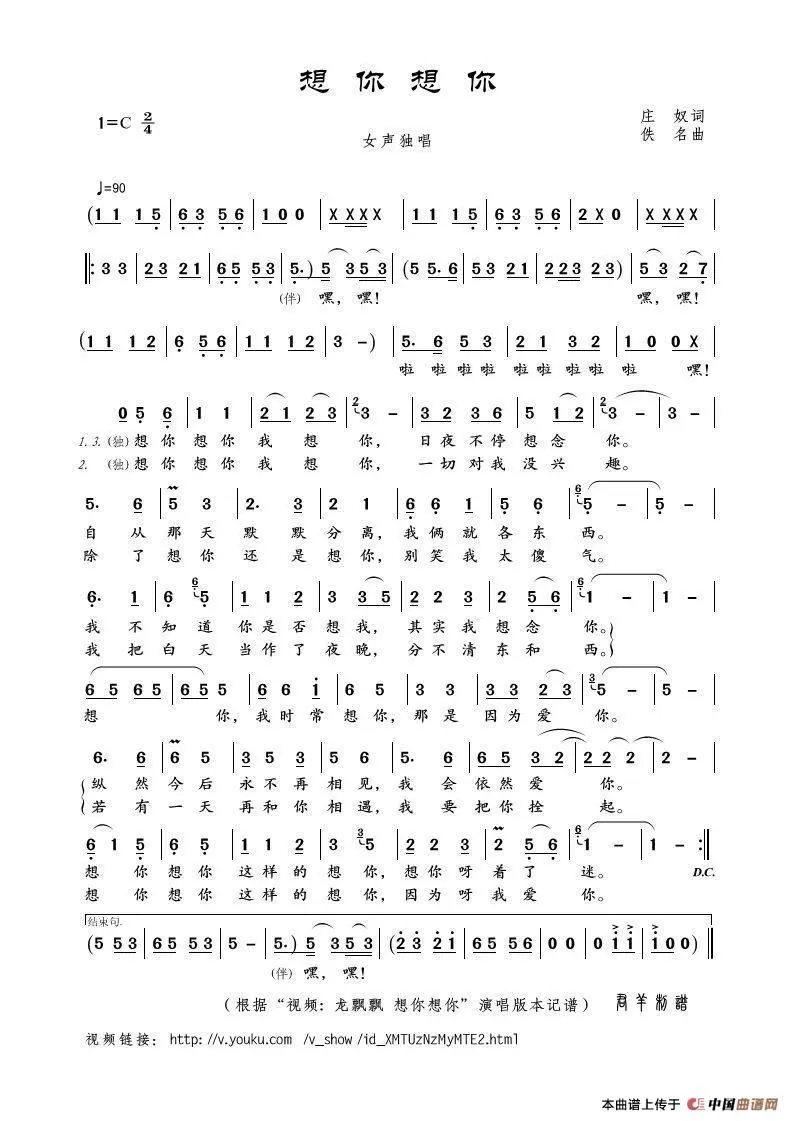 想你想你
1=C 2/4
庄 奴词
佚 名曲
女声独唱
♩=90
(1 1 1 5 | 6 3 5 6 | 1 0 0 | X X X X | 1 1 1 5 | 6 3 5 6 | 2 X 0 | X X X X |
‖: 3 3 | 2 3 2 1 | 6 5 5 3 | 5. ) 5 3 5 3 | (5 5. 6 | 5 3 2 1 | 2 2 3 2 3 ) | 5 3 2 7 |
(伴) 嘿, 嘿! 嘿, 嘿!
(1 1 1 2 | 6 5 6 | 1 1 1 2 | 3 - ) | 5. 6 5 3 | 2 1 3 2 | 1 0 0 X |
啦 啦 啦啦 啦 啦 啦啦 啦 嘿!
0 5 6 | 1 1 | 2 1 2 3 | 2 3 - | 3 2 3 6 | 5 1 2 | 2 3 - | 3 - |
1. 3. (独) 想 你 想 你 我 想 你, 日 夜 不 停 想 念 你。
2. (独) 想 你 想 你 我 想 你, 一 切 对 我 没 兴 趣。
5. 6 | 5 3 | 2. 3 | 2 1 | 6 6 1 | 5 6 | 6 5 - | 5 - |
自 从 那 天 默 默 分 离, 我 俩 就 各 东 西。
除 了 想 你 还 是 想 你, 别 笑 我 太 傻 气。
6. 1 | 2 6 5 | 1 1 2 | 3 3 5 | 2 2 3 | 2 5 6 | 6 1 - | 1 - |
我 不 知 道 你 是 否 想 我, 其 实 我 想 念 你。
我 把 白 天 当 作 了 夜 晚, 分 不 清 东 和 西。
6 5 6 5 | 6 5 5 | 6 6 1 | 6 5 | 3 3 | 3 3 2 3 | 3 5 - | 5 - |
想 你, 我 时 常 想 你, 那 是 因 为 爱 你。
6. 6 | 6 5 | 3 5 3 | 5 6 | 5. 6 | 6 5 3 2 | 2 2 2 | 2 - |
纵 然 今 后 永 不 再 相 见, 我 会 依 然 爱 你。
若 有 一 天 再 和 你 相 遇, 我 要 把 你 拴 起。
6 1 5 | 6 5 | 1 1 2 | 3 3 5 | 2 2 3 | 2 5 6 | 6 1 - | 1 - :‖
想 你 想 你 这 样 的 想 你, 想 你 呀 着 了 迷。 D.C.
想 你 想 你 这 样 的 想 你, 因 为 呀 我 爱 你。
结束句.
(5 5 3 | 6 5 5 3 | 5 - | 5. ) 5 3 5 3 | (2 3 2 1 | 6 5 5 6 | 0 0 | 0 1 1 | 1 0 0 ) ‖
(伴) 嘿, 嘿!
(根据“视频: 龙飘飘 想你想你”演唱版本记谱) 君羊制谱
视频链接: http://v.youku.com /v_show /id_XMTUzNzMyMTE2.html
本曲谱上传于 中国曲谱网